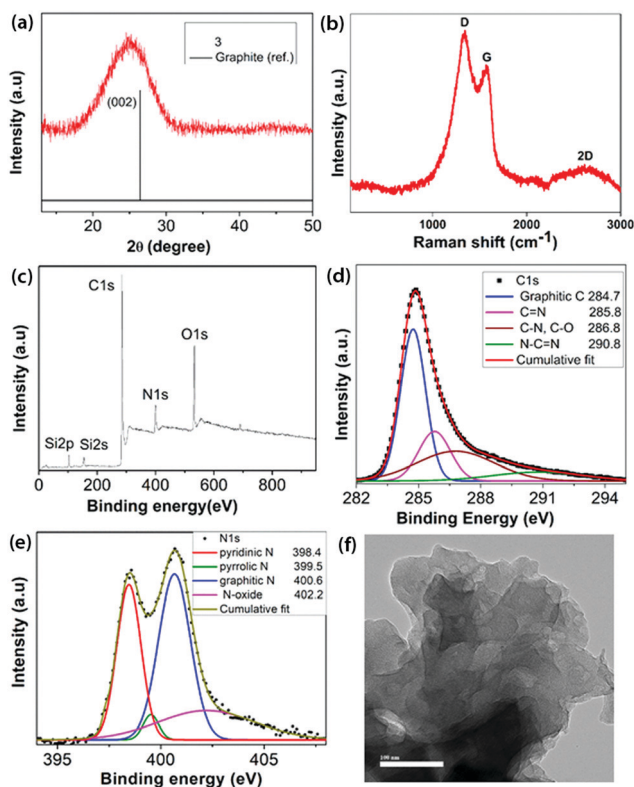 (a)
3
Graphite (ref.)
(002)
Intensity (a.u)
20
30
40
50
2θ (degree)
(b)
D
G
2D
Intensity (a.u.)
1000
2000
3000
Raman shift (cm-1)
(c)
C1s
O1s
N1s
Si2p
Si2s
Intensity (a.u)
0
200
400
600
800
Binding energy(eV)
(d)
C1s
Graphitic C 284.7
C=N 285.8
C-N, C-O 286.8
N-C=N 290.8
Cumulative fit
Intensity (a.u.)
282
285
288
291
294
Binding Energy (eV)
(e)
N1s
pyridinic N 398.4
pyrrolic N 399.5
graphitic N 400.6
N-oxide 402.2
Cumulative fit
Intensity (a.u)
395
400
405
Binding energy (eV)
(f)
100 nm